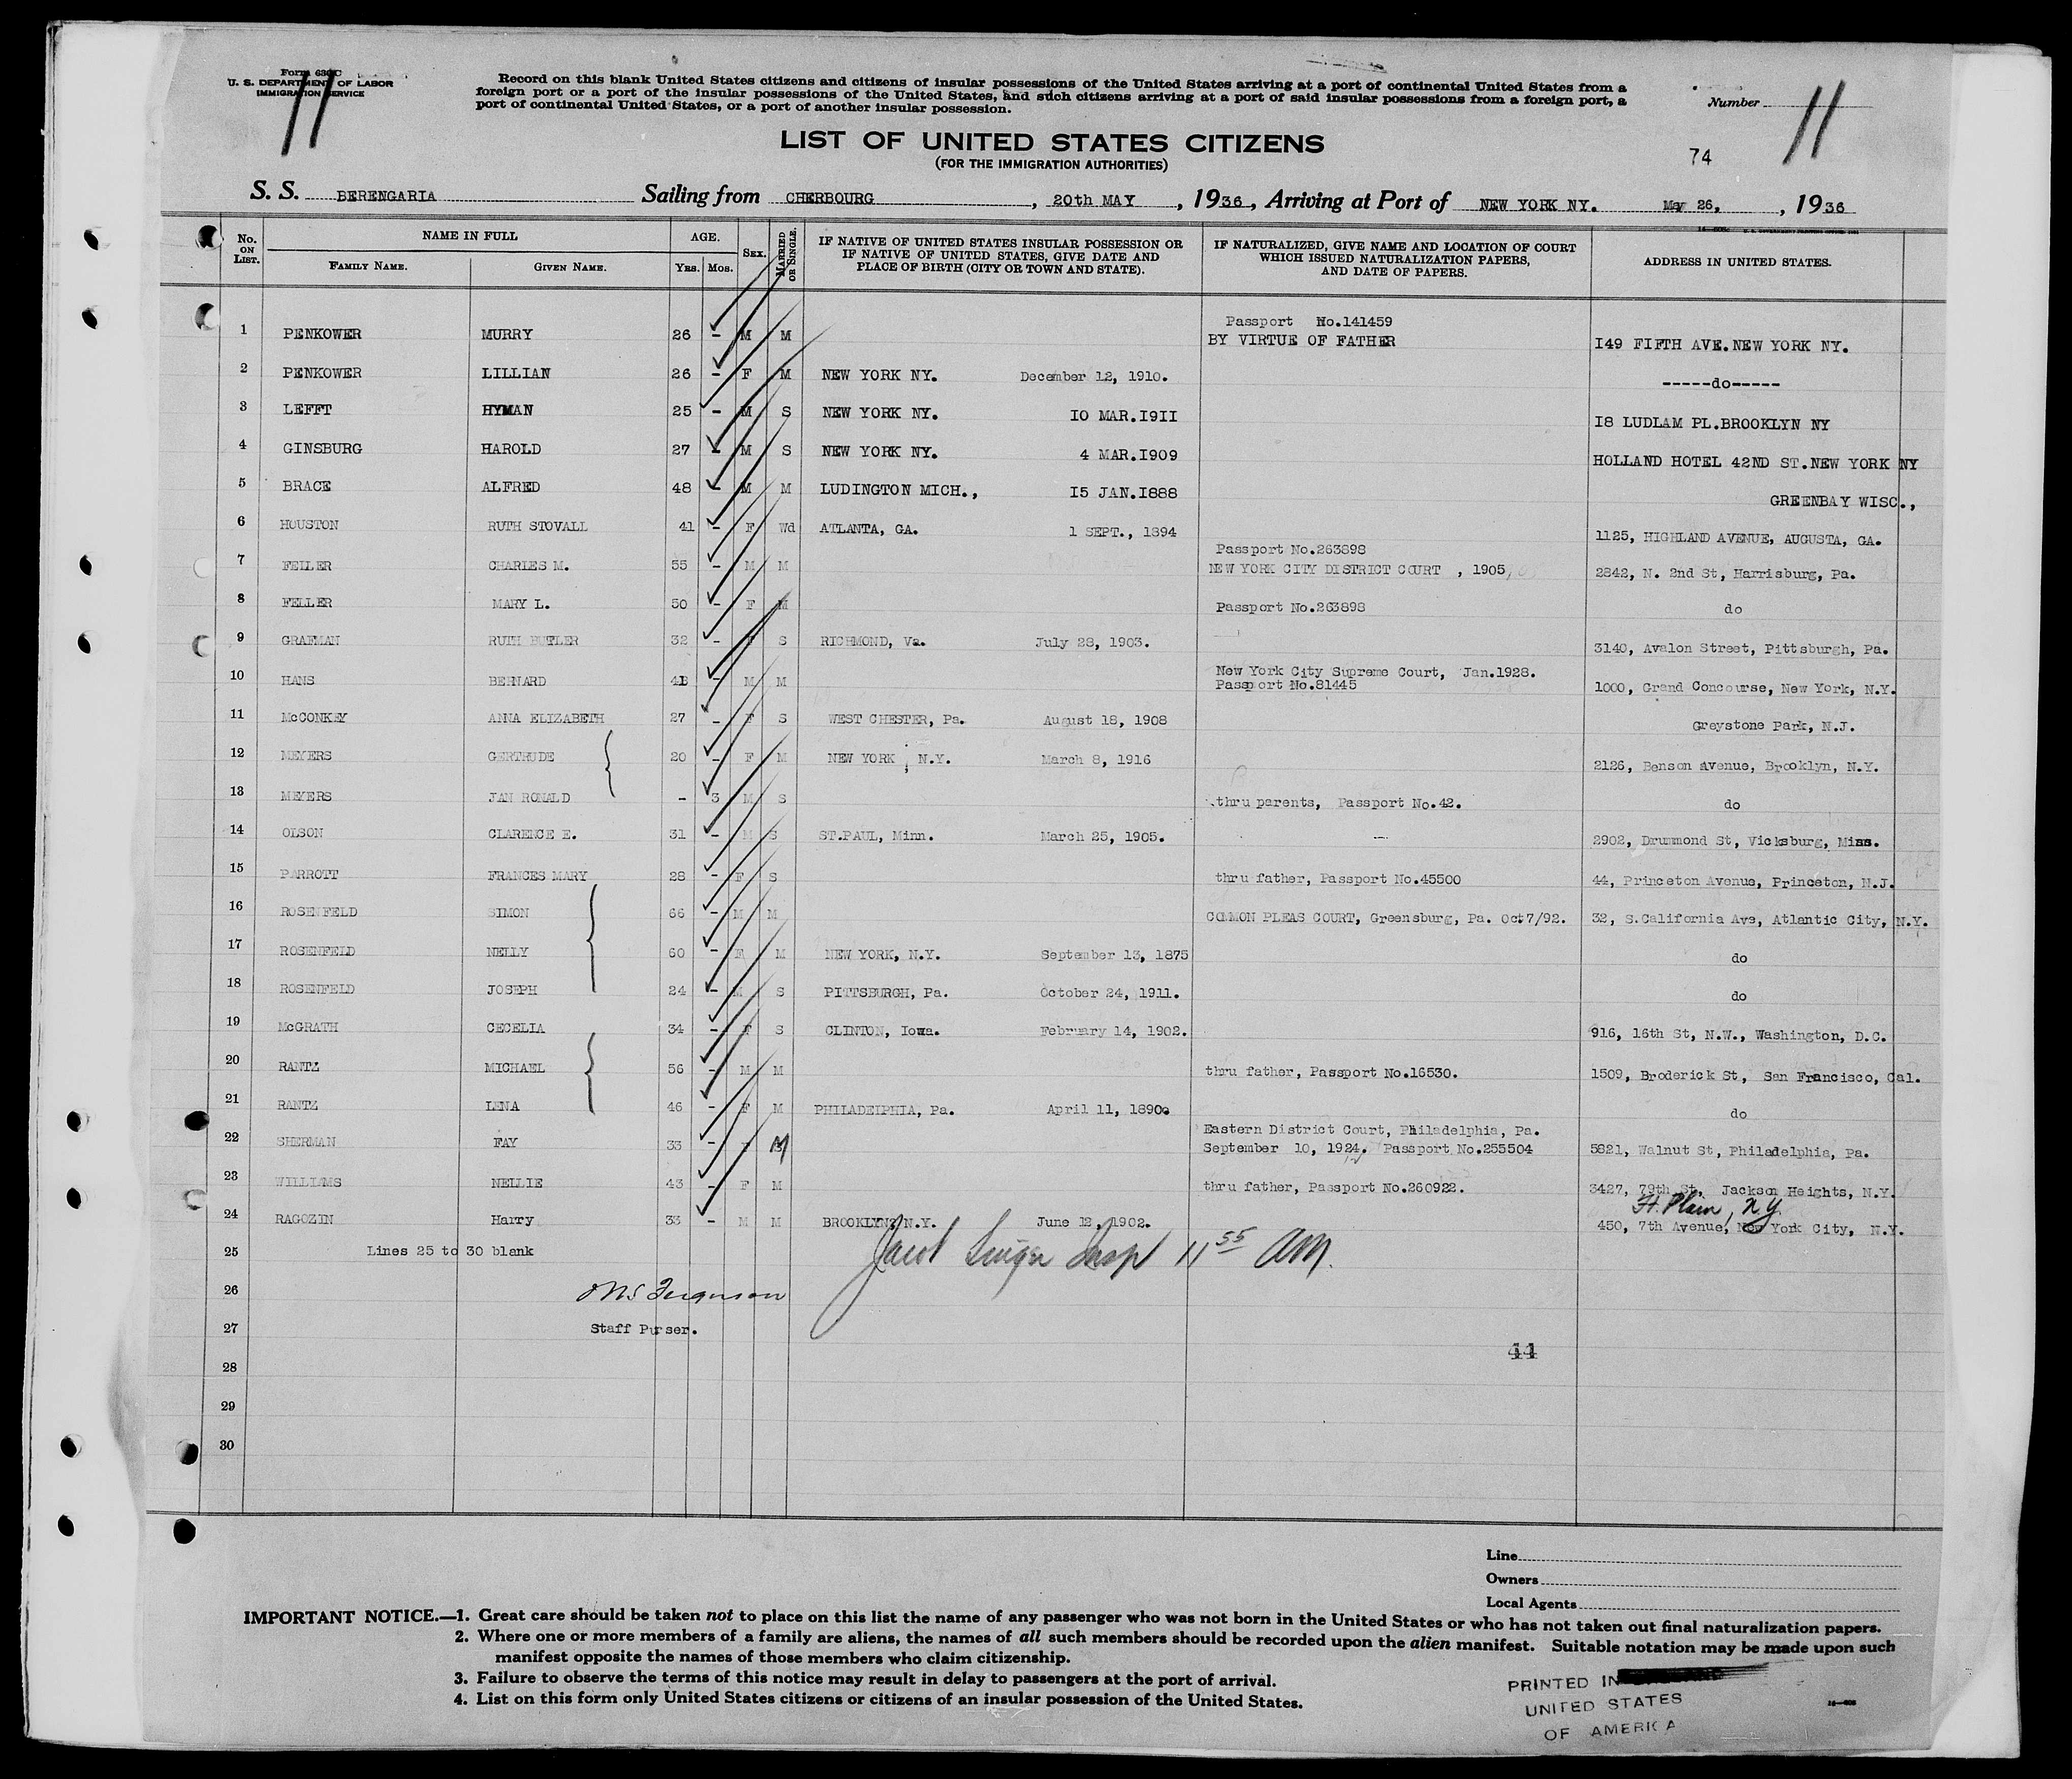 Form 630C
U. S. DEPARTMENT OF LABOR
IMMIGRATION SERVICE
11
Record on this blank United States citizens and citizens of insular possessions of the United States arriving at a port of continental United States from a
foreign port or a port of the insular possessions of the United States, and such citizens arriving at a port of said insular possessions from a foreign port, a
port of continental United States, or a port of another insular possession.
Number 11
LIST OF UNITED STATES CITIZENS
(FOR THE IMMIGRATION AUTHORITIES)
74
S. S. BERENGARIA Sailing from CHERBOURG, 20th MAY, 1936, Arriving at Port of NEW YORK NY. May 26, , 1936
No. ON LIST. NAME IN FULL FAMILY NAME. GIVEN NAME. AGE. YRS. MOS. SEX. MARRIED OR SINGLE. IF NATIVE OF UNITED STATES INSULAR POSSESSION OR IF NATIVE OF UNITED STATES, GIVE DATE AND PLACE OF BIRTH (CITY OR TOWN AND STATE). IF NATURALIZED, GIVE NAME AND LOCATION OF COURT WHICH ISSUED NATURALIZATION PAPERS, AND DATE OF PAPERS. ADDRESS IN UNITED STATES.
1 PENKOWER MURRY 26 - M M Passport No.141459 BY VIRTUE OF FATHER I49 FIFTH AVE.NEW YORK NY.
2 PENKOWER LILLIAN 26 - F M NEW YORK NY. December 12, 1910. -----do-----
3 LEFFT HYMAN 25 - M S NEW YORK NY. I0 MAR.I9II I8 LUDLAM PL.BROOKLYN NY
4 GINSBURG HAROLD 27 - M S NEW YORK NY. 4 MAR.I909 HOLLAND HOTEL 42ND ST.NEW YORK NY
5 BRACE ALFRED 48 - M M LUDINGTON MICH., I5 JAN.I888 GREENBAY WISC.,
6 HOUSTON RUTH STOVALL 41 - F Wd ATLANTA, GA. 1 SEPT., 1894 1125, HIGHLAND AVENUE, AUGUSTA, GA.
7 FELLER CHARLES M. 55 - M M Passport No.263898 NEW YORK CITY DISTRICT COURT , 1905, 2842, N. 2nd St, Harrisburg, Pa.
8 FELLER MARY L. 50 - F M Passport No.263898 do
9 GRAFMAN RUTH BUTLER 32 - F S RICHMOND, Va. July 28, 1903. 3140, Avalon Street, Pittsburgh, Pa.
10 HANS BERNARD - M M New York City Supreme Court, Jan.1928. Passport No.81445 1000, Grand Concourse, New York, N.Y.
11 McCONKEY ANNA ELIZABETH 27 - F S WEST CHESTER, Pa. August 18, 1908 Greystone Park, N.J.
12 MEYERS GERTRUDE 20 - F M NEW YORK , N.Y. March 8, 1916 2126, Benson Avenue, Brooklyn, N.Y.
13 MEYERS JAN RONALD - 3 M S thru parents, Passport No.42. do
14 OLSON CLARENCE E. 31 - M S ST.PAUL, Minn. March 25, 1905. 2902, Drummond St, Vicksburg, Miss.
15 PARROTT FRANCES MARY 28 - F S thru father, Passport No.45500 44, Princeton Avenue, Princeton, N.J.
16 ROSENFELD SIMON 66 - M M COMMON PLEAS COURT, Greensburg, Pa. Oct7/92. 32, S.California Ave, Atlantic City, N.Y.
17 ROSENFELD NELLY 60 - F M NEW YORK, N.Y. September 13, 1875 do
18 ROSENFELD JOSEPH 24 - M S PITTSBURGH, Pa. October 24, 1911. do
19 McGRATH CECELIA 34 - F S CLINTON, Iowa. February 14, 1902. 916, 16th St, N.W., Washington, D.C.
20 RANTZ MICHAEL 56 - M M thru father, Passport No.16530. 1509, Broderick St, San Francisco, Cal.
21 RANTZ LENA 46 - F M PHILADELPHIA, Pa. April 11, 1890. do
22 SHERMAN FAY 33 - F M Eastern District Court, Philadelphia, Pa. September 10, 1924. Passport No.255504 5821, Walnut St, Philadelphia, Pa.
23 WILLIAMS NELLIE 43 - F M thru father, Passport No.260922. 3427, 79th St, Jackson Heights, N.Y.
Ft. Plain, N.Y.
24 RAGOZIN Harry 33 - M M BROOKLYN, N.Y. June 12, 1902. 450, 7th Avenue, New York City, N.Y.
25 Lines 25 to 30 blank
Jacob Singer Insp 11 55 AM.
26 Ferguson
27 Staff Purser.
28
44
29
30
Line
Owners
Local Agents
IMPORTANT NOTICE.—1. Great care should be taken not to place on this list the name of any passenger who was not born in the United States or who has not taken out final naturalization papers.
2. Where one or more members of a family are aliens, the names of all such members should be recorded upon the alien manifest. Suitable notation may be made upon such
manifest opposite the names of those members who claim citizenship.
3. Failure to observe the terms of this notice may result in delay to passengers at the port of arrival.
4. List on this form only United States citizens or citizens of an insular possession of the United States.
PRINTED IN
UNITED STATES
OF AMERICA